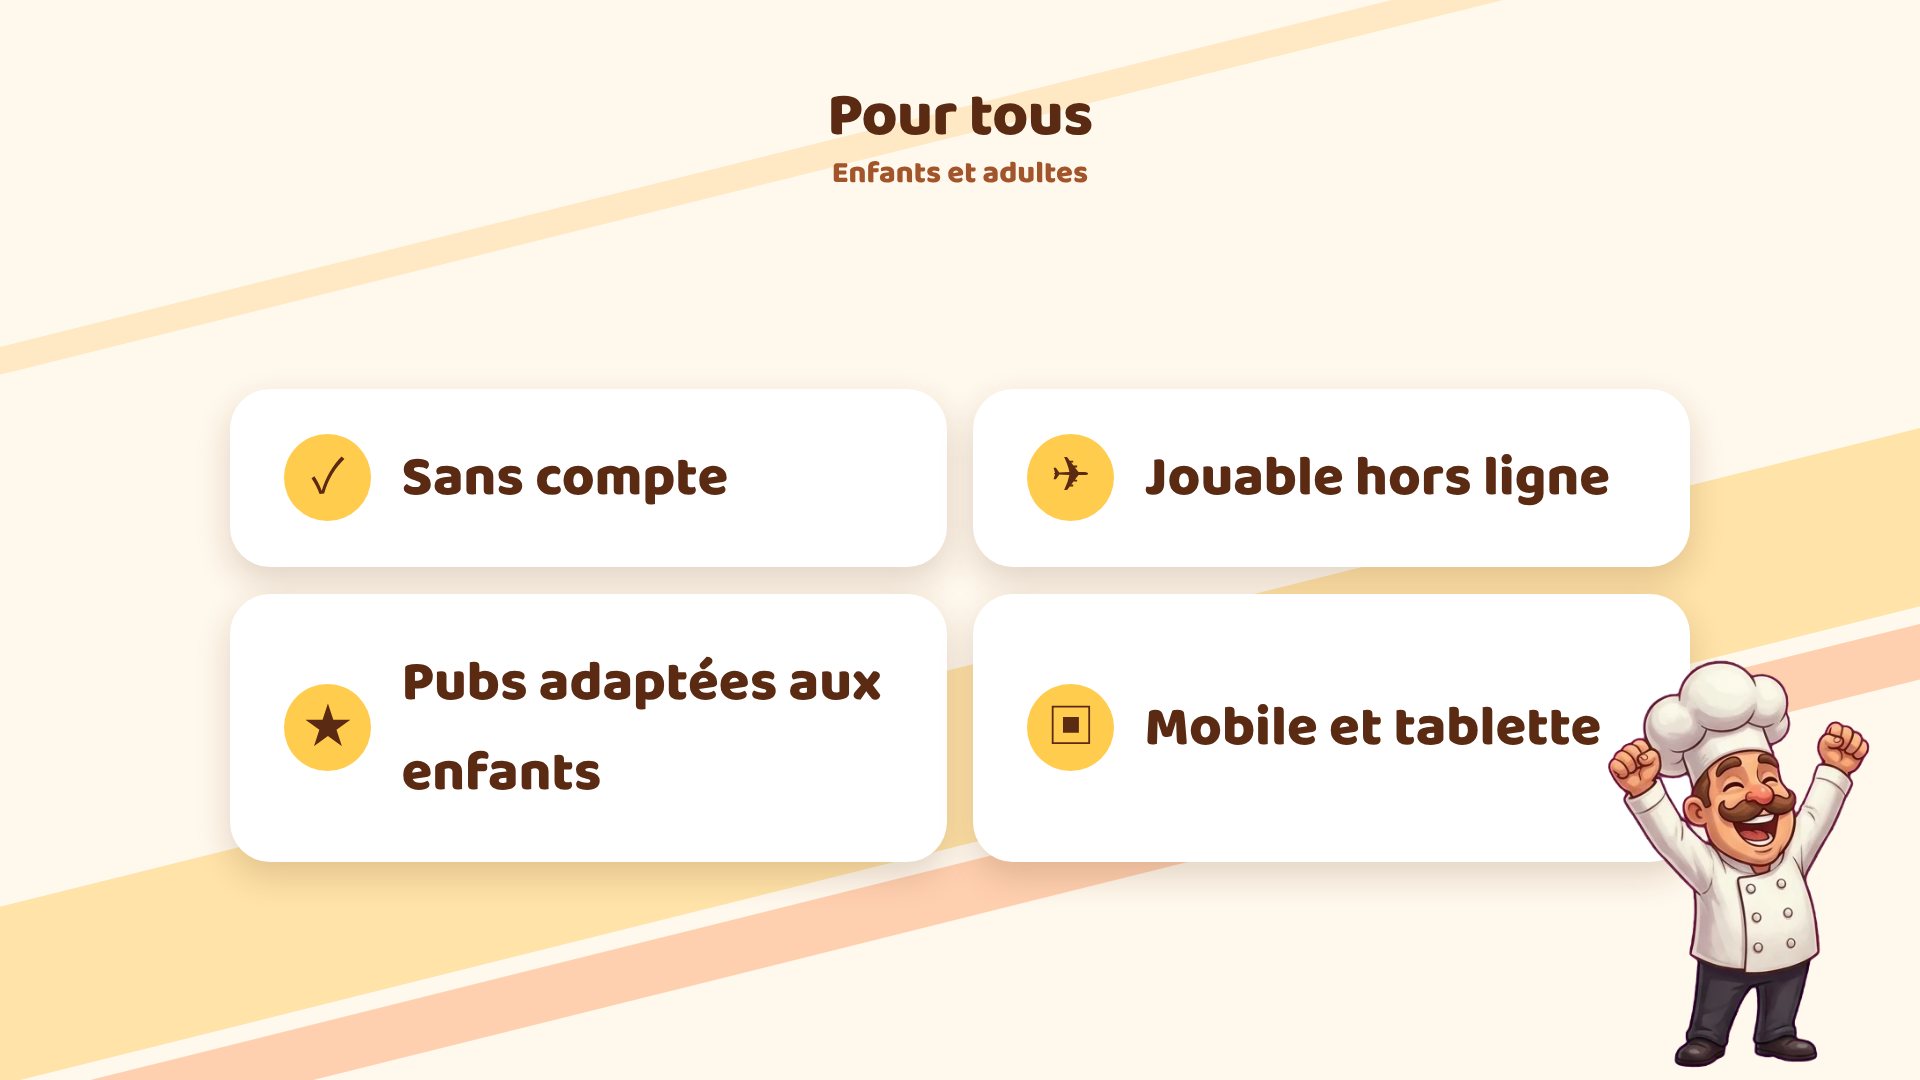 Pour tous
Enfants et adultes
Sans compte
Jouable hors ligne
Pubs adaptées aux
enfants
Mobile et tablette